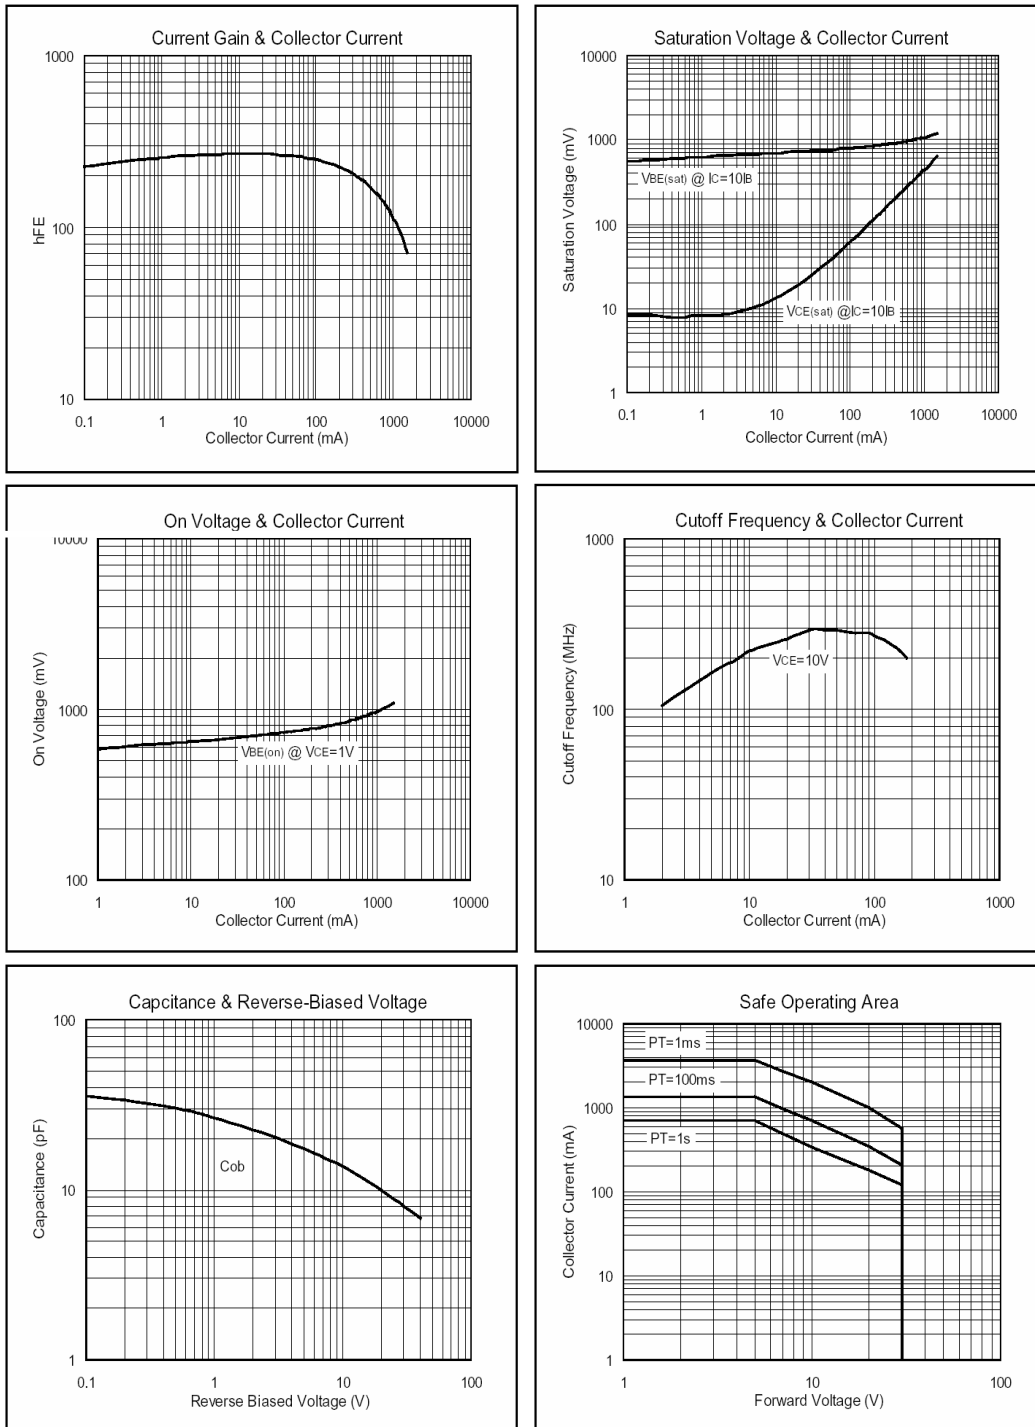 Current Gain & Collector Current
1000
100
10
hFE
0.1 1 10 100 1000 10000
Collector Current (mA)
Saturation Voltage & Collector Current
10000
1000
100
10
1
Saturation Voltage (mV)
VBE(sat) @ IC=10IB
VCE(sat) @IC=10IB
0.1 1 10 100 1000 10000
Collector Current (mA)
On Voltage & Collector Current
10000
1000
100
On Voltage (mV)
VBE(on) @ VCE=1V
1 10 100 1000 10000
Collector Current (mA)
Cutoff Frequency & Collector Current
1000
100
10
Cutoff Frequency (MHz)
VCE=10V
1 10 100 1000
Collector Current (mA)
Capcitance & Reverse-Biased Voltage
100
10
1
Capacitance (pF)
Cob
0.1 1 10 100
Reverse Biased Voltage (V)
Safe Operating Area
10000
1000
100
10
1
Collector Current (mA)
PT=1ms
PT=100ms
PT=1s
1 10 100
Forward Voltage (V)